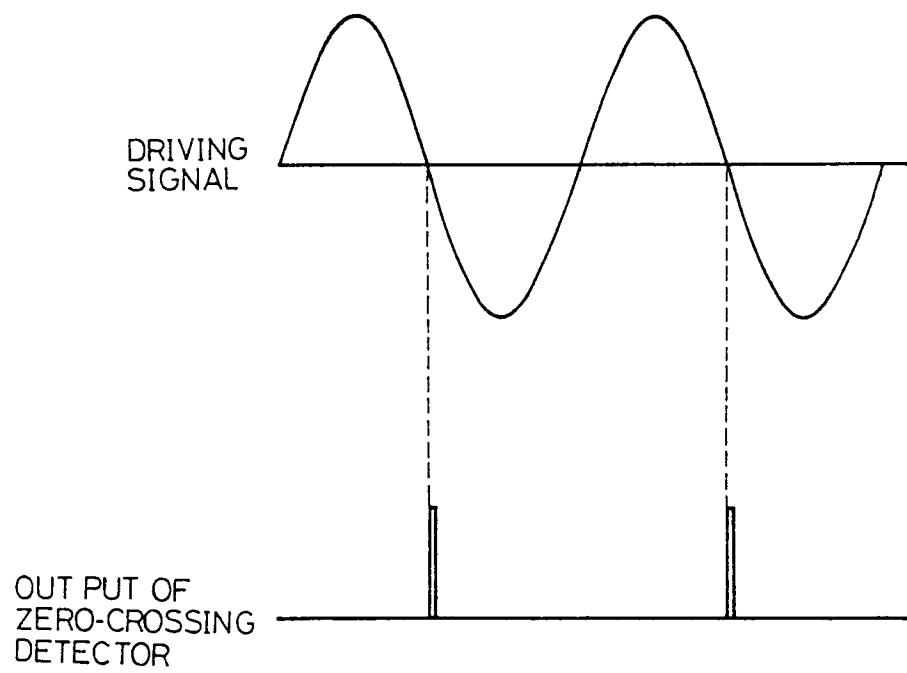 DRIVING
SIGNAL
OUT PUT OF
ZERO-CROSSING
DETECTOR